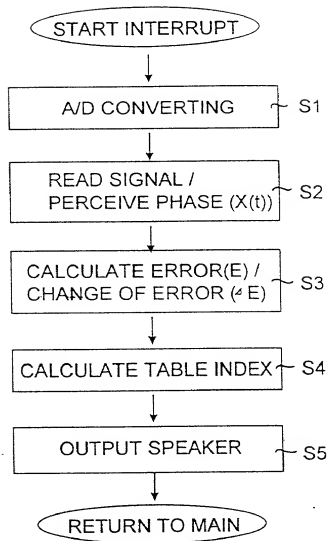 START INTERRUPT
A/D CONVERTING
S1
READ SIGNAL /
PERCEIVE PHASE (X(t))
S2
CALCULATE ERROR(E) /
CHANGE OF ERROR (⊿E)
S3
CALCULATE TABLE INDEX
S4
OUTPUT SPEAKER
S5
RETURN TO MAIN